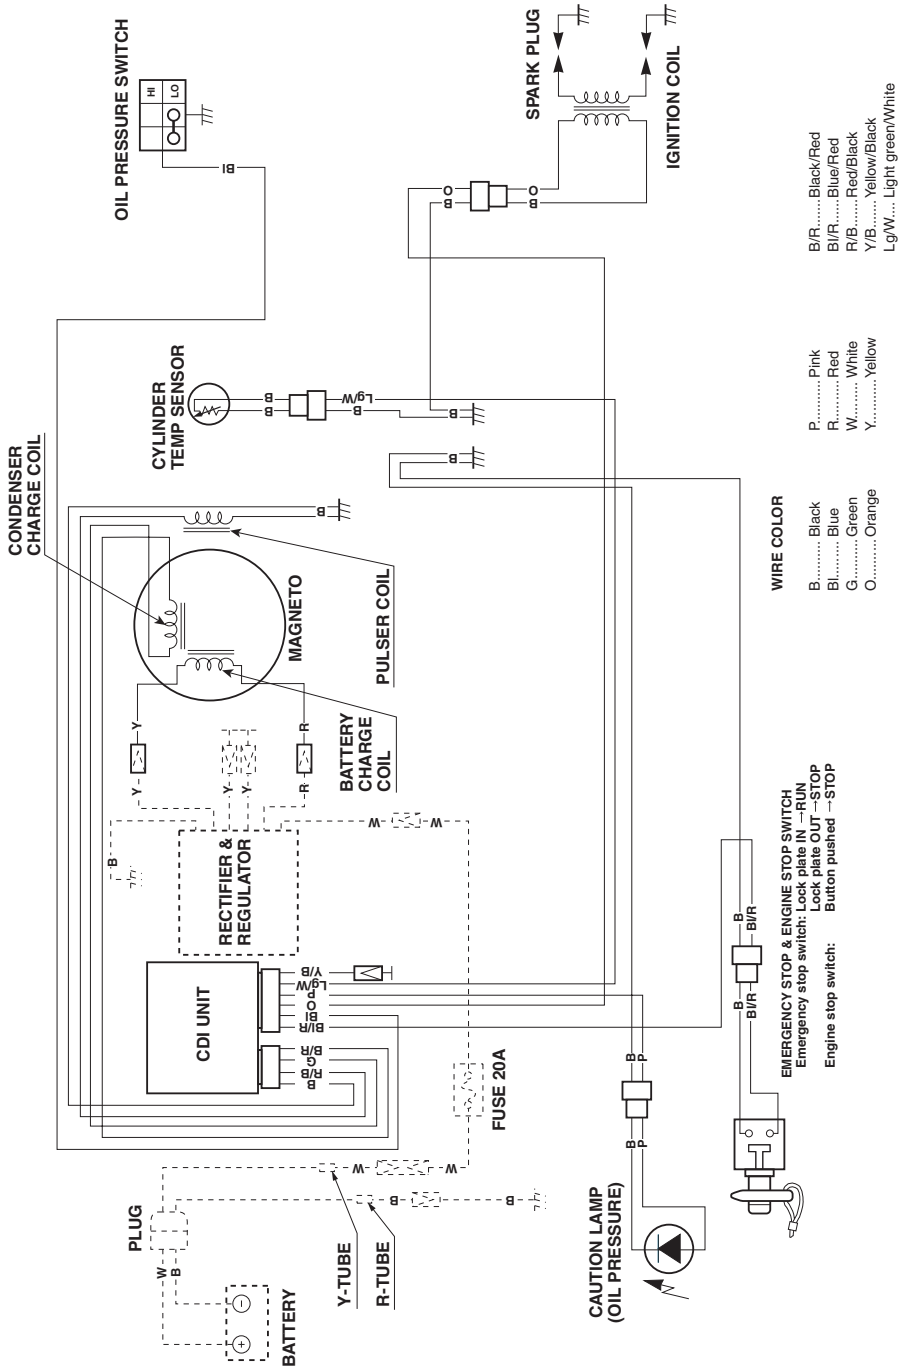 OIL PRESSURE SWITCH
HI
LO
Bl
SPARK PLUG
IGNITION COIL
O
B
O
B
CYLINDER
TEMP SENSOR
B
B
Lg/W
B
B
B
CONDENSER
CHARGE COIL
MAGNETO
PULSER COIL
B
BATTERY
CHARGE
COIL
Y
Y
Y
Y
R
R
W
W
B
RECTIFIER &
REGULATOR
CDI UNIT
Y/B
Lg/W
P
O
Bl
Bl/R
B/R
G
R/B
B
FUSE 20A
PLUG
W
B
BATTERY
+
-
W
W
B
B
Y-TUBE
R-TUBE
CAUTION LAMP
(OIL PRESSURE)
B
P
B
P
B
Bl/R
B
Bl/R
EMERGENCY STOP & ENGINE STOP SWITCH
Emergency stop switch: Lock plate IN →RUN
Lock plate OUT →STOP
Engine stop switch: Button pushed →STOP
WIRE COLOR
B.......... Black
Bl......... Blue
G.......... Green
O.......... Orange
P.......... Pink
R.......... Red
W......... White
Y.......... Yellow
B/R....... Black/Red
Bl/R...... Blue/Red
R/B....... Red/Black
Y/B....... Yellow/Black
Lg/W.... Light green/White